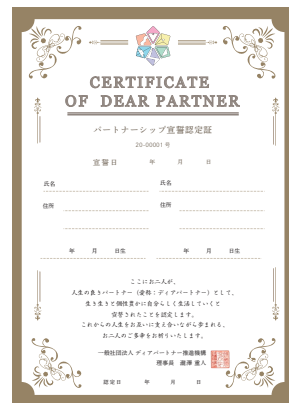 CERTIFICATE
OF DEAR PARTNER
パートナーシップ宣誓認定証
20-00001 号
宣誓日 年 月 日
氏名 氏名
住所 住所
年 月 日生 年 月 日生
ここにお二人が、
人生の良きパートナー（愛称：ディアパートナー）として、
生き生きと個性豊かに自分らしく生活していくと
宣誓されたことを認定します。
これからの人生をお互いに支え合いながら歩まれる、
お二人のご多幸をお祈りいたします。
一般社団法人 ディアパートナー推進機構
理事長
認定日 年 月 日